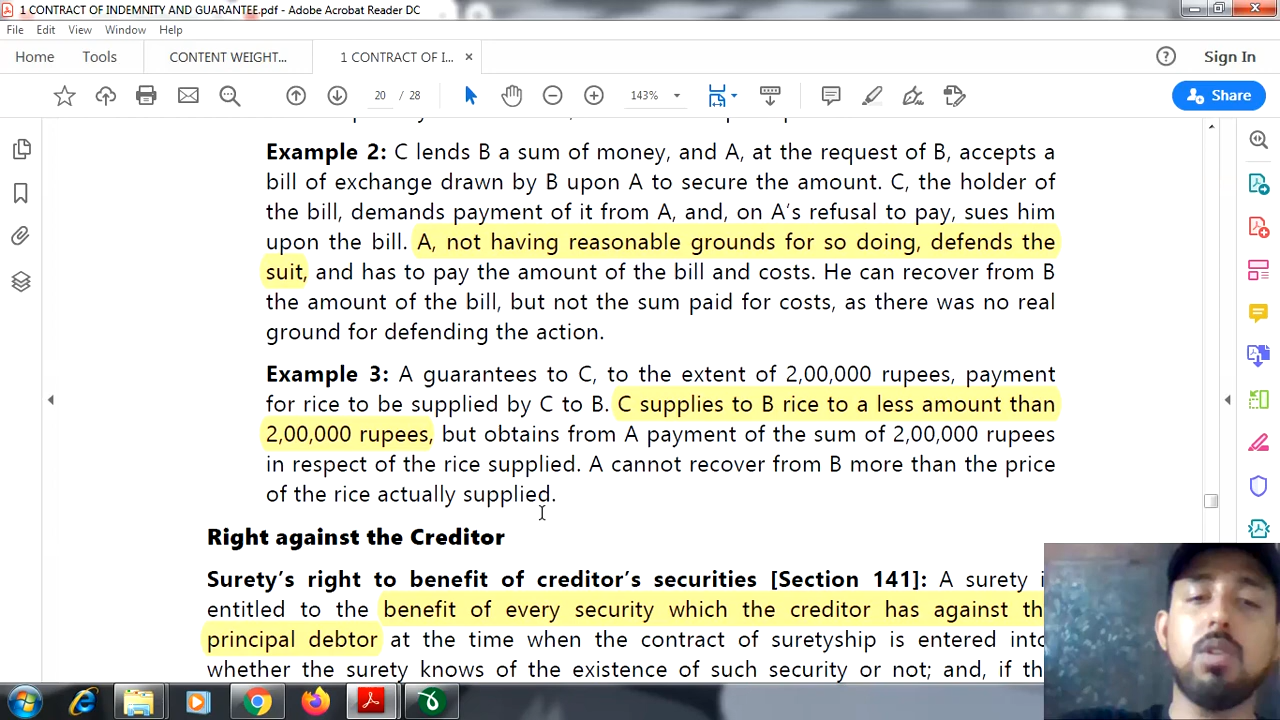 1 CONTRACT OF INDEMNITY AND GUARANTEE.pdf - Adobe Acrobat Reader DC
File Edit View Window Help
Home Tools CONTENT WEIGHT... 1 CONTRACT OF I... × Sign In
20 / 28 143% Share
Example 2: C lends B a sum of money, and A, at the request of B, accepts a
bill of exchange drawn by B upon A to secure the amount. C, the holder of
the bill, demands payment of it from A, and, on A's refusal to pay, sues him
upon the bill. A, not having reasonable grounds for so doing, defends the
suit, and has to pay the amount of the bill and costs. He can recover from B
the amount of the bill, but not the sum paid for costs, as there was no real
ground for defending the action.
Example 3: A guarantees to C, to the extent of 2,00,000 rupees, payment
for rice to be supplied by C to B. C supplies to B rice to a less amount than
2,00,000 rupees, but obtains from A payment of the sum of 2,00,000 rupees
in respect of the rice supplied. A cannot recover from B more than the price
of the rice actually supplied.
Right against the Creditor
Surety's right to benefit of creditor's securities [Section 141]: A surety
entitled to the benefit of every security which the creditor has against
principal debtor at the time when the contract of suretyship is entered
whether the surety knows of the existence of such security or not; and, if